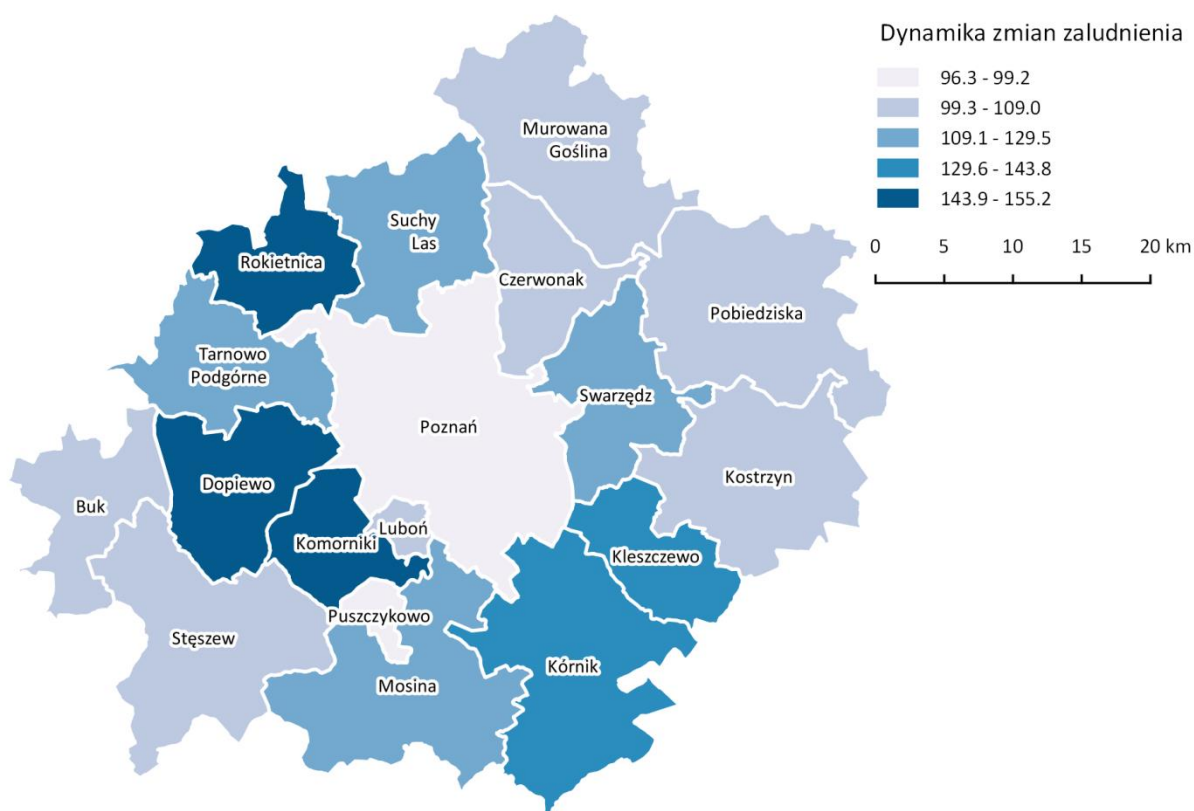 Dynamika zmian zaludnienia
96.3 - 99.2
99.3 - 109.0
109.1 - 129.5
129.6 - 143.8
143.9 - 155.2
0 5 10 15 20 km
Murowana
Goślina
Suchy
Las
Rokietnica
Czerwonak
Pobiedziska
Tarnowo
Podgórne
Swarzędz
Poznań
Kostrzyn
Dopiewo
Buk
Luboń
Komorniki
Kleszczewo
Puszczykowo
Stęszew
Kórnik
Mosina